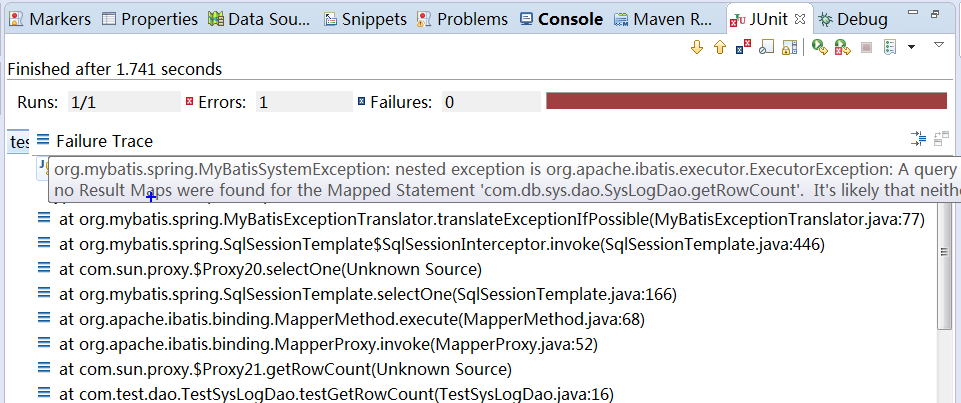 Markers Properties Data Sou... Snippets Problems Console Maven R... JUnit Debug
Finished after 1.741 seconds
Runs: 1/1 Errors: 1 Failures: 0
tes
Failure Trace
org.mybatis.spring.MyBatisSystemException: nested exception is org.apache.ibatis.executor.ExecutorException: A query
no Result Maps were found for the Mapped Statement 'com.db.sys.dao.SysLogDao.getRowCount'. It's likely that neithe
at org.mybatis.spring.MyBatisExceptionTranslator.translateExceptionIfPossible(MyBatisExceptionTranslator.java:77)
at org.mybatis.spring.SqlSessionTemplate$SqlSessionInterceptor.invoke(SqlSessionTemplate.java:446)
at com.sun.proxy.$Proxy20.selectOne(Unknown Source)
at org.mybatis.spring.SqlSessionTemplate.selectOne(SqlSessionTemplate.java:166)
at org.apache.ibatis.binding.MapperMethod.execute(MapperMethod.java:68)
at org.apache.ibatis.binding.MapperProxy.invoke(MapperProxy.java:52)
at com.sun.proxy.$Proxy21.getRowCount(Unknown Source)
at com.test.dao.TestSysLogDao.testGetRowCount(TestSysLogDao.java:16)